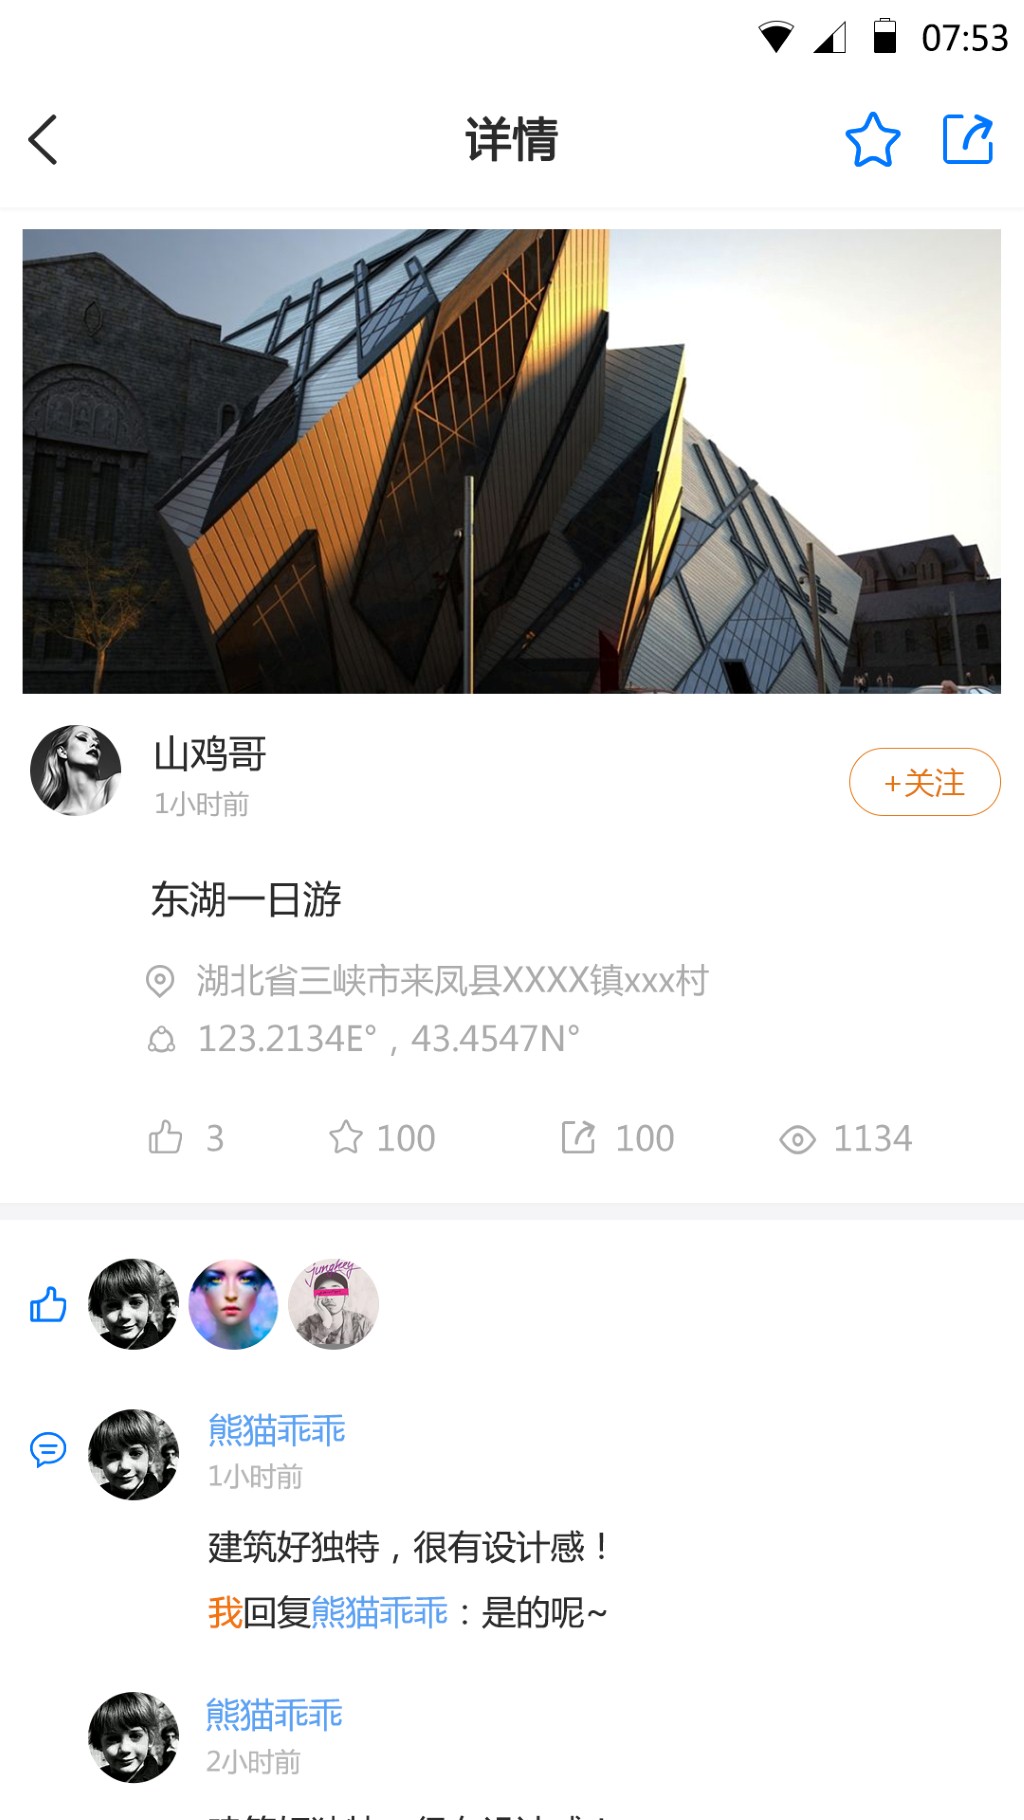 07:53
详情
山鸡哥
1小时前
+关注
东湖一日游
湖北省三峡市来凤县XXXX镇xxx村
123.2134E°，43.4547N°
3 100 100 1134
jungkey
熊猫乖乖
1小时前
建筑好独特，很有设计感！
我回复熊猫乖乖：是的呢~
熊猫乖乖
2小时前